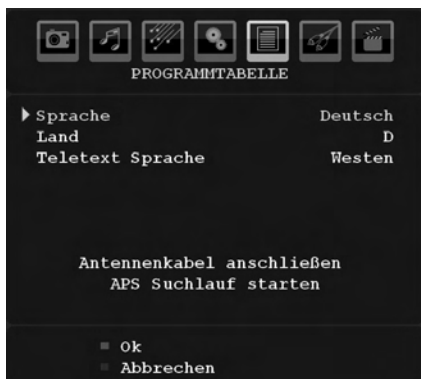 PROGRAMMTABELLE
Sprache Deutsch
Land D
Teletext Sprache Westen
Antennenkabel anschließen
APS Suchlauf starten
Ok
Abbrechen